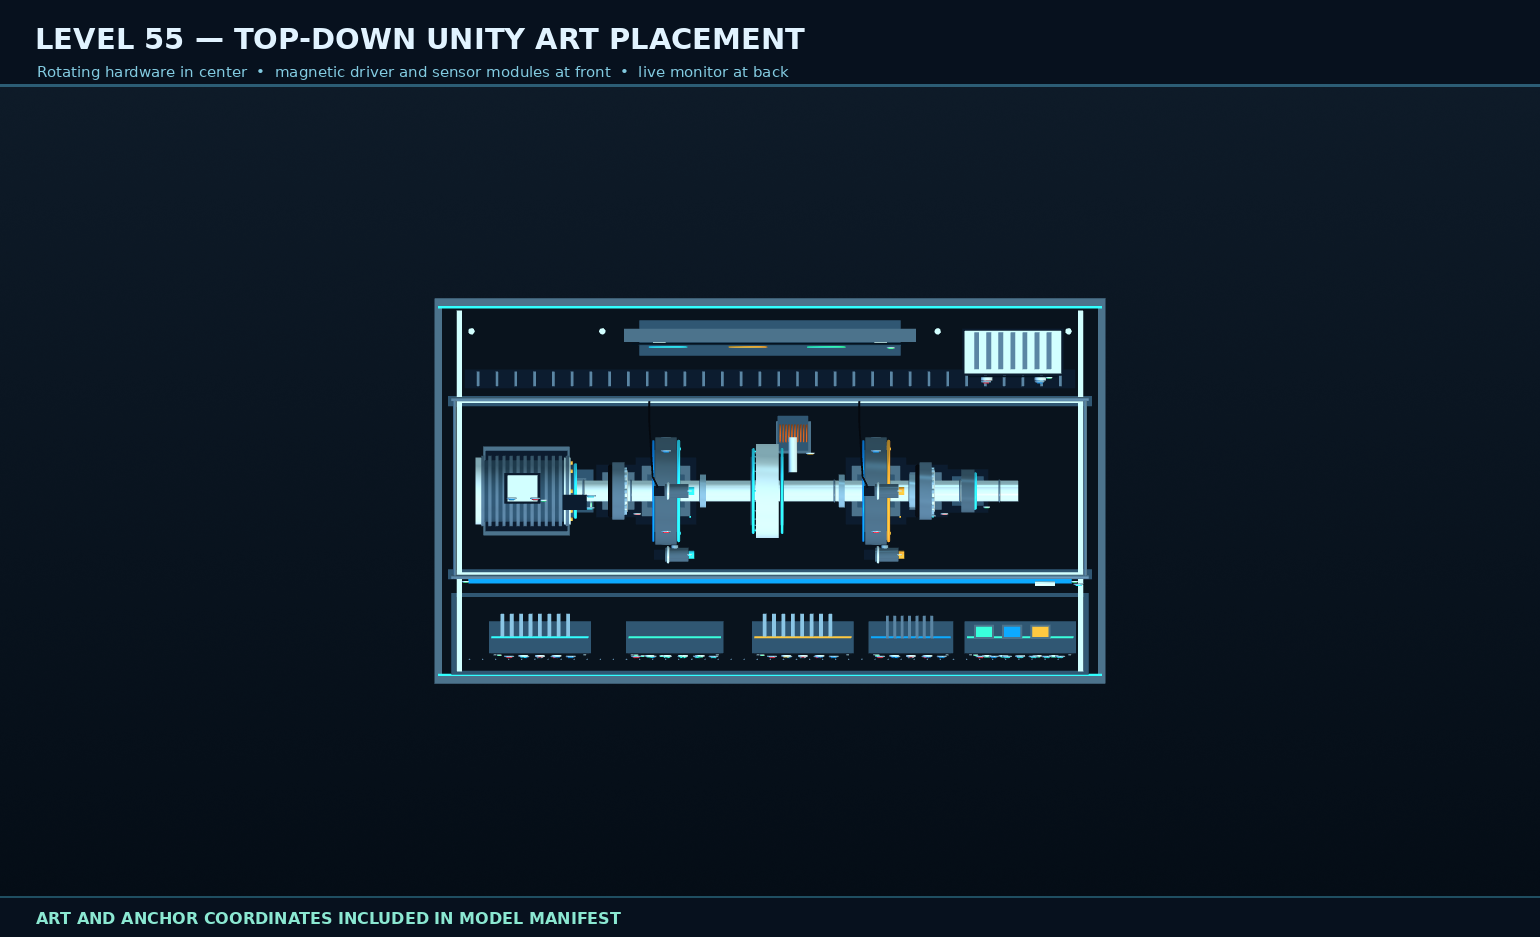 LEVEL 55 — TOP-DOWN UNITY ART PLACEMENT
Rotating hardware in center • magnetic driver and sensor modules at front • live monitor at back
ART AND ANCHOR COORDINATES INCLUDED IN MODEL MANIFEST